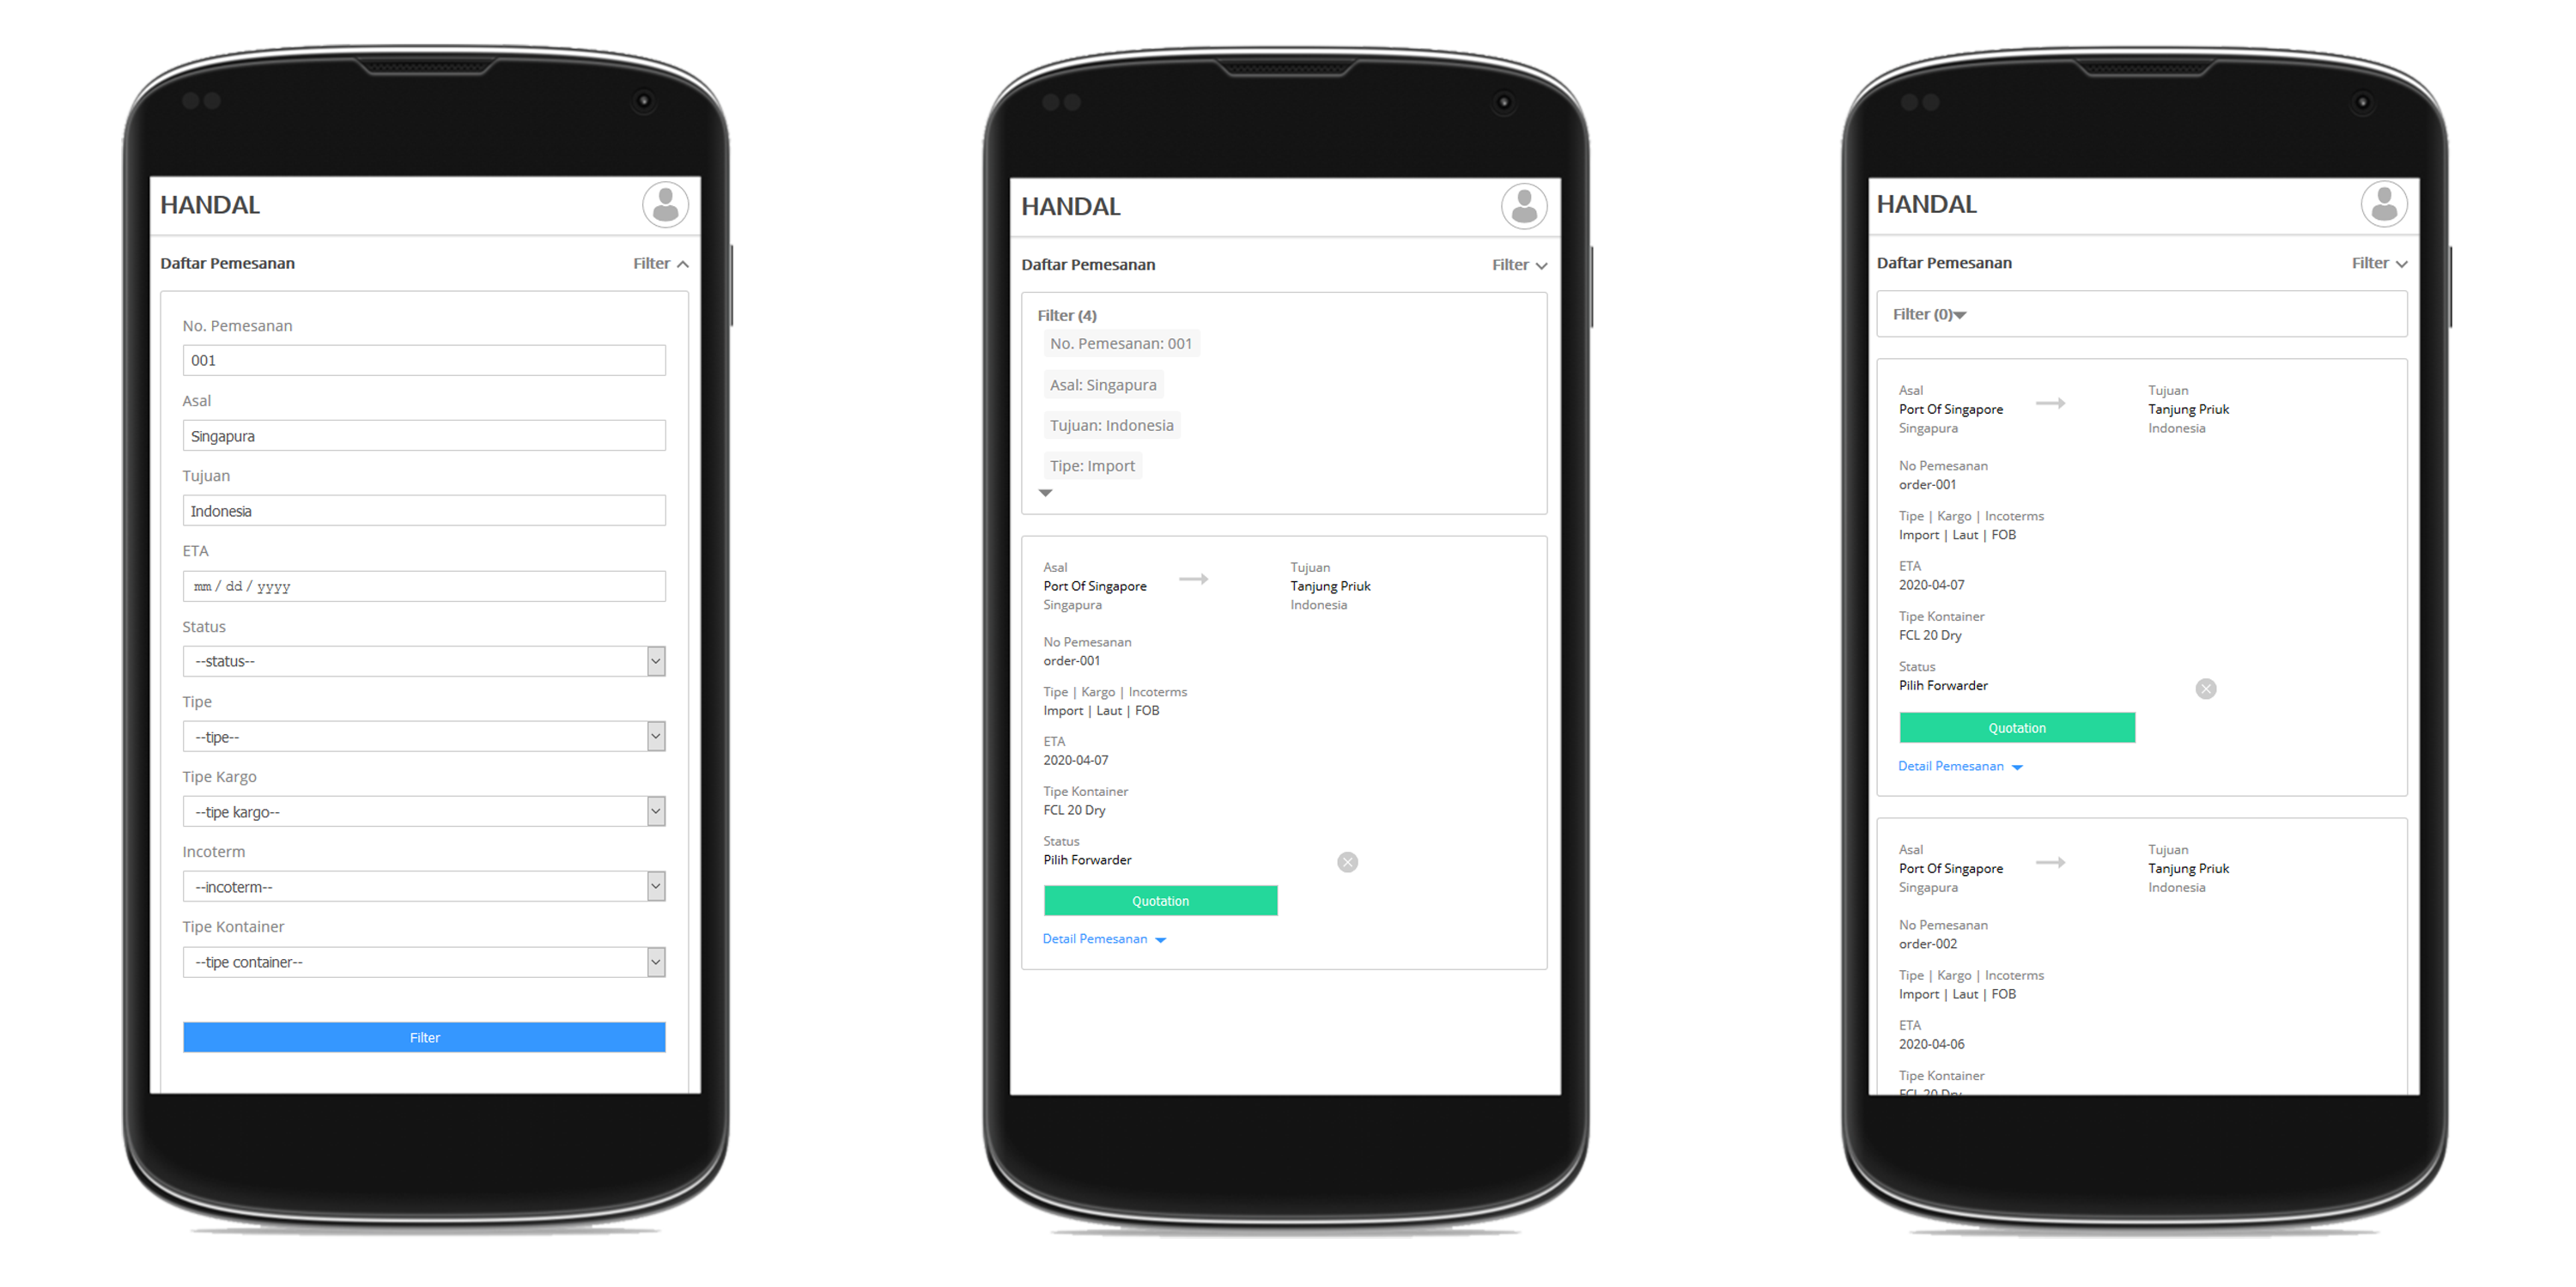 HANDAL
Daftar Pemesanan Filter
No. Pemesanan
001
Asal
Singapura
Tujuan
Indonesia
ETA
mm / dd / yyyy
Status
--status--
Tipe
--tipe--
Tipe Kargo
--tipe kargo--
Incoterm
--incoterm--
Tipe Kontainer
--tipe container--
Filter
HANDAL
Daftar Pemesanan Filter
Filter (4)
No. Pemesanan: 001
Asal: Singapura
Tujuan: Indonesia
Tipe: Import
Asal Tujuan
Port Of Singapore Tanjung Priuk
Singapura Indonesia
No Pemesanan
order-001
Tipe | Kargo | Incoterms
Import | Laut | FOB
ETA
2020-04-07
Tipe Kontainer
FCL 20 Dry
Status
Pilih Forwarder
Quotation
Detail Pemesanan
HANDAL
Daftar Pemesanan Filter
Filter (0)
Asal Tujuan
Port Of Singapore Tanjung Priuk
Singapura Indonesia
No Pemesanan
order-001
Tipe | Kargo | Incoterms
Import | Laut | FOB
ETA
2020-04-07
Tipe Kontainer
FCL 20 Dry
Status
Pilih Forwarder
Quotation
Detail Pemesanan
Asal Tujuan
Port Of Singapore Tanjung Priuk
Singapura Indonesia
No Pemesanan
order-002
Tipe | Kargo | Incoterms
Import | Laut | FOB
ETA
2020-04-06
Tipe Kontainer
FCL 20 Dry